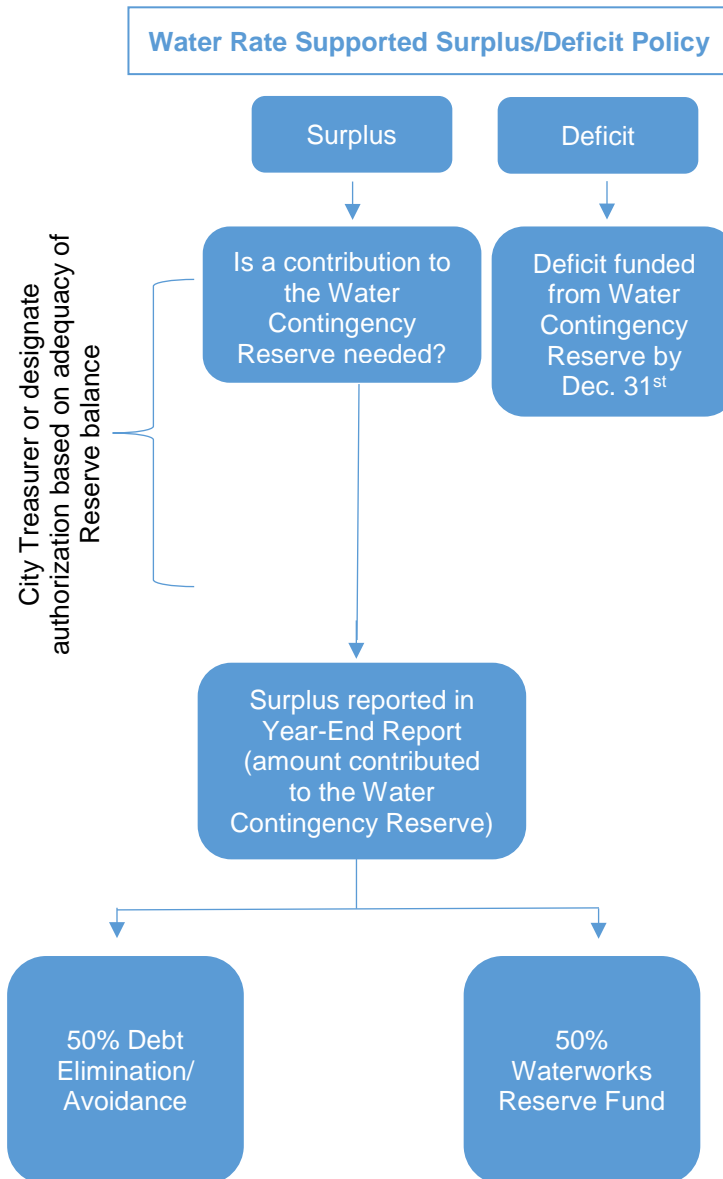 Water Rate Supported Surplus/Deficit Policy
Surplus
Deficit
Is a contribution to
the Water
Contingency
Reserve needed?
Deficit funded
from Water
Contingency
Reserve by
Dec. 31st
City Treasurer or designate
authorization based on adequacy of
Reserve balance
Surplus reported in
Year-End Report
(amount contributed
to the Water
Contingency Reserve)
50% Debt
Elimination/
Avoidance
50%
Waterworks
Reserve Fund